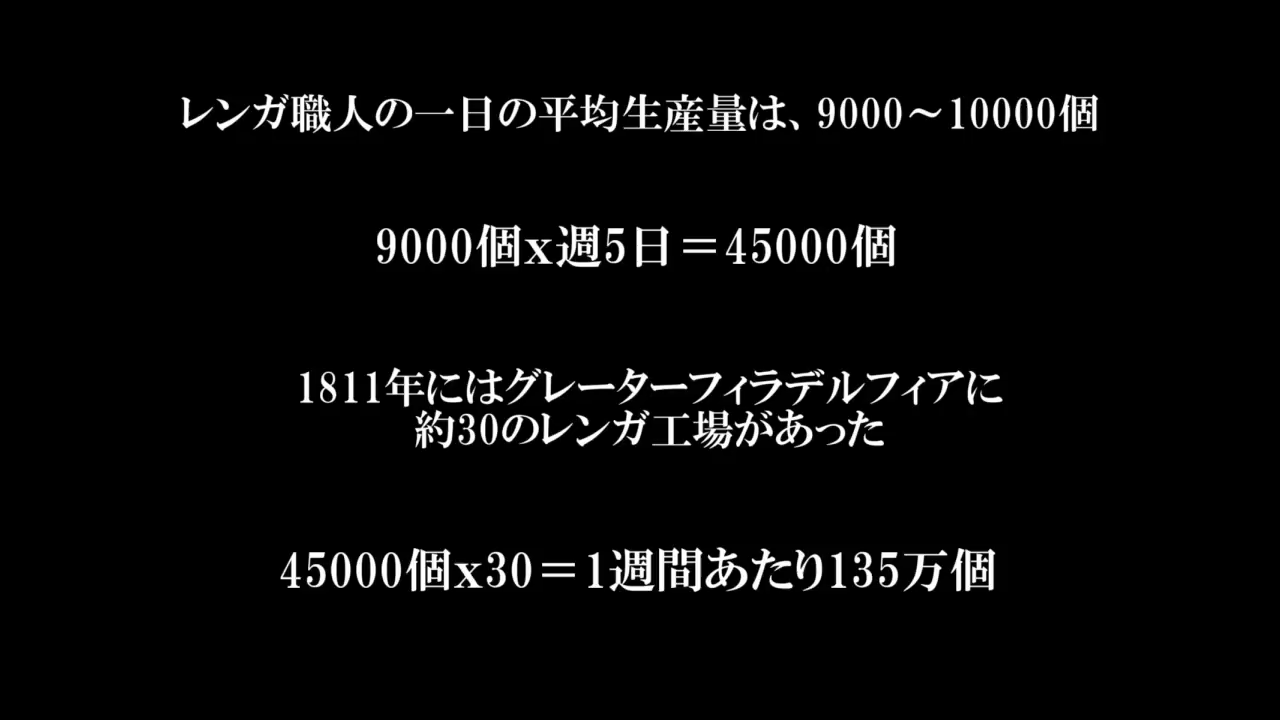 レンガ職人の一日の平均生産量は、9000～10000個
9000個x週5日＝45000個
1811年にはグレーターフィラデルフィアに
約30のレンガ工場があった
45000個x30＝1週間あたり135万個